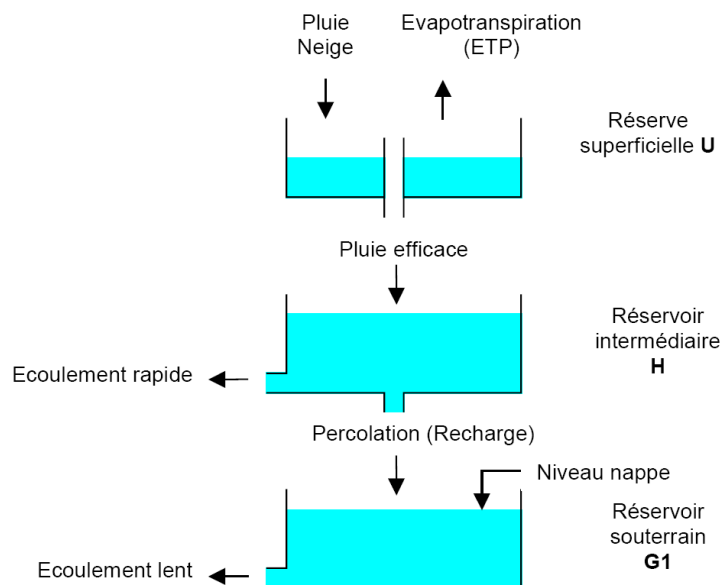 Pluie
Neige
Evapotranspiration
(ETP)
Réserve
superficielle U
Pluie efficace
Réservoir
intermédiaire
H
Ecoulement rapide
Percolation (Recharge)
Niveau nappe
Réservoir
souterrain
G1
Ecoulement lent